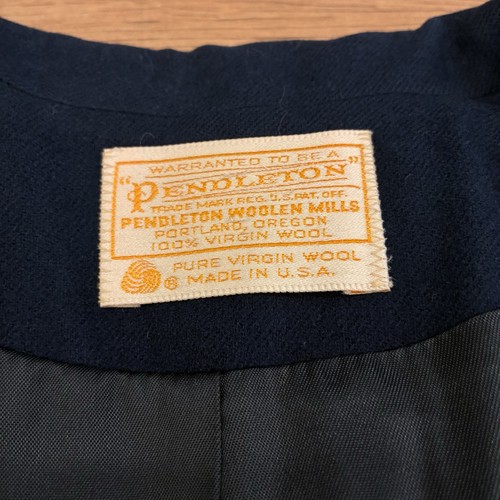 WARRANTED TO BE A
"PENDLETON"
TRADE MARK REG. U.S. PAT. OFF.
PENDLETON WOOLEN MILLS
PORTLAND, OREGON
100% VIRGIN WOOL
PURE VIRGIN WOOL
® MADE IN U.S.A.